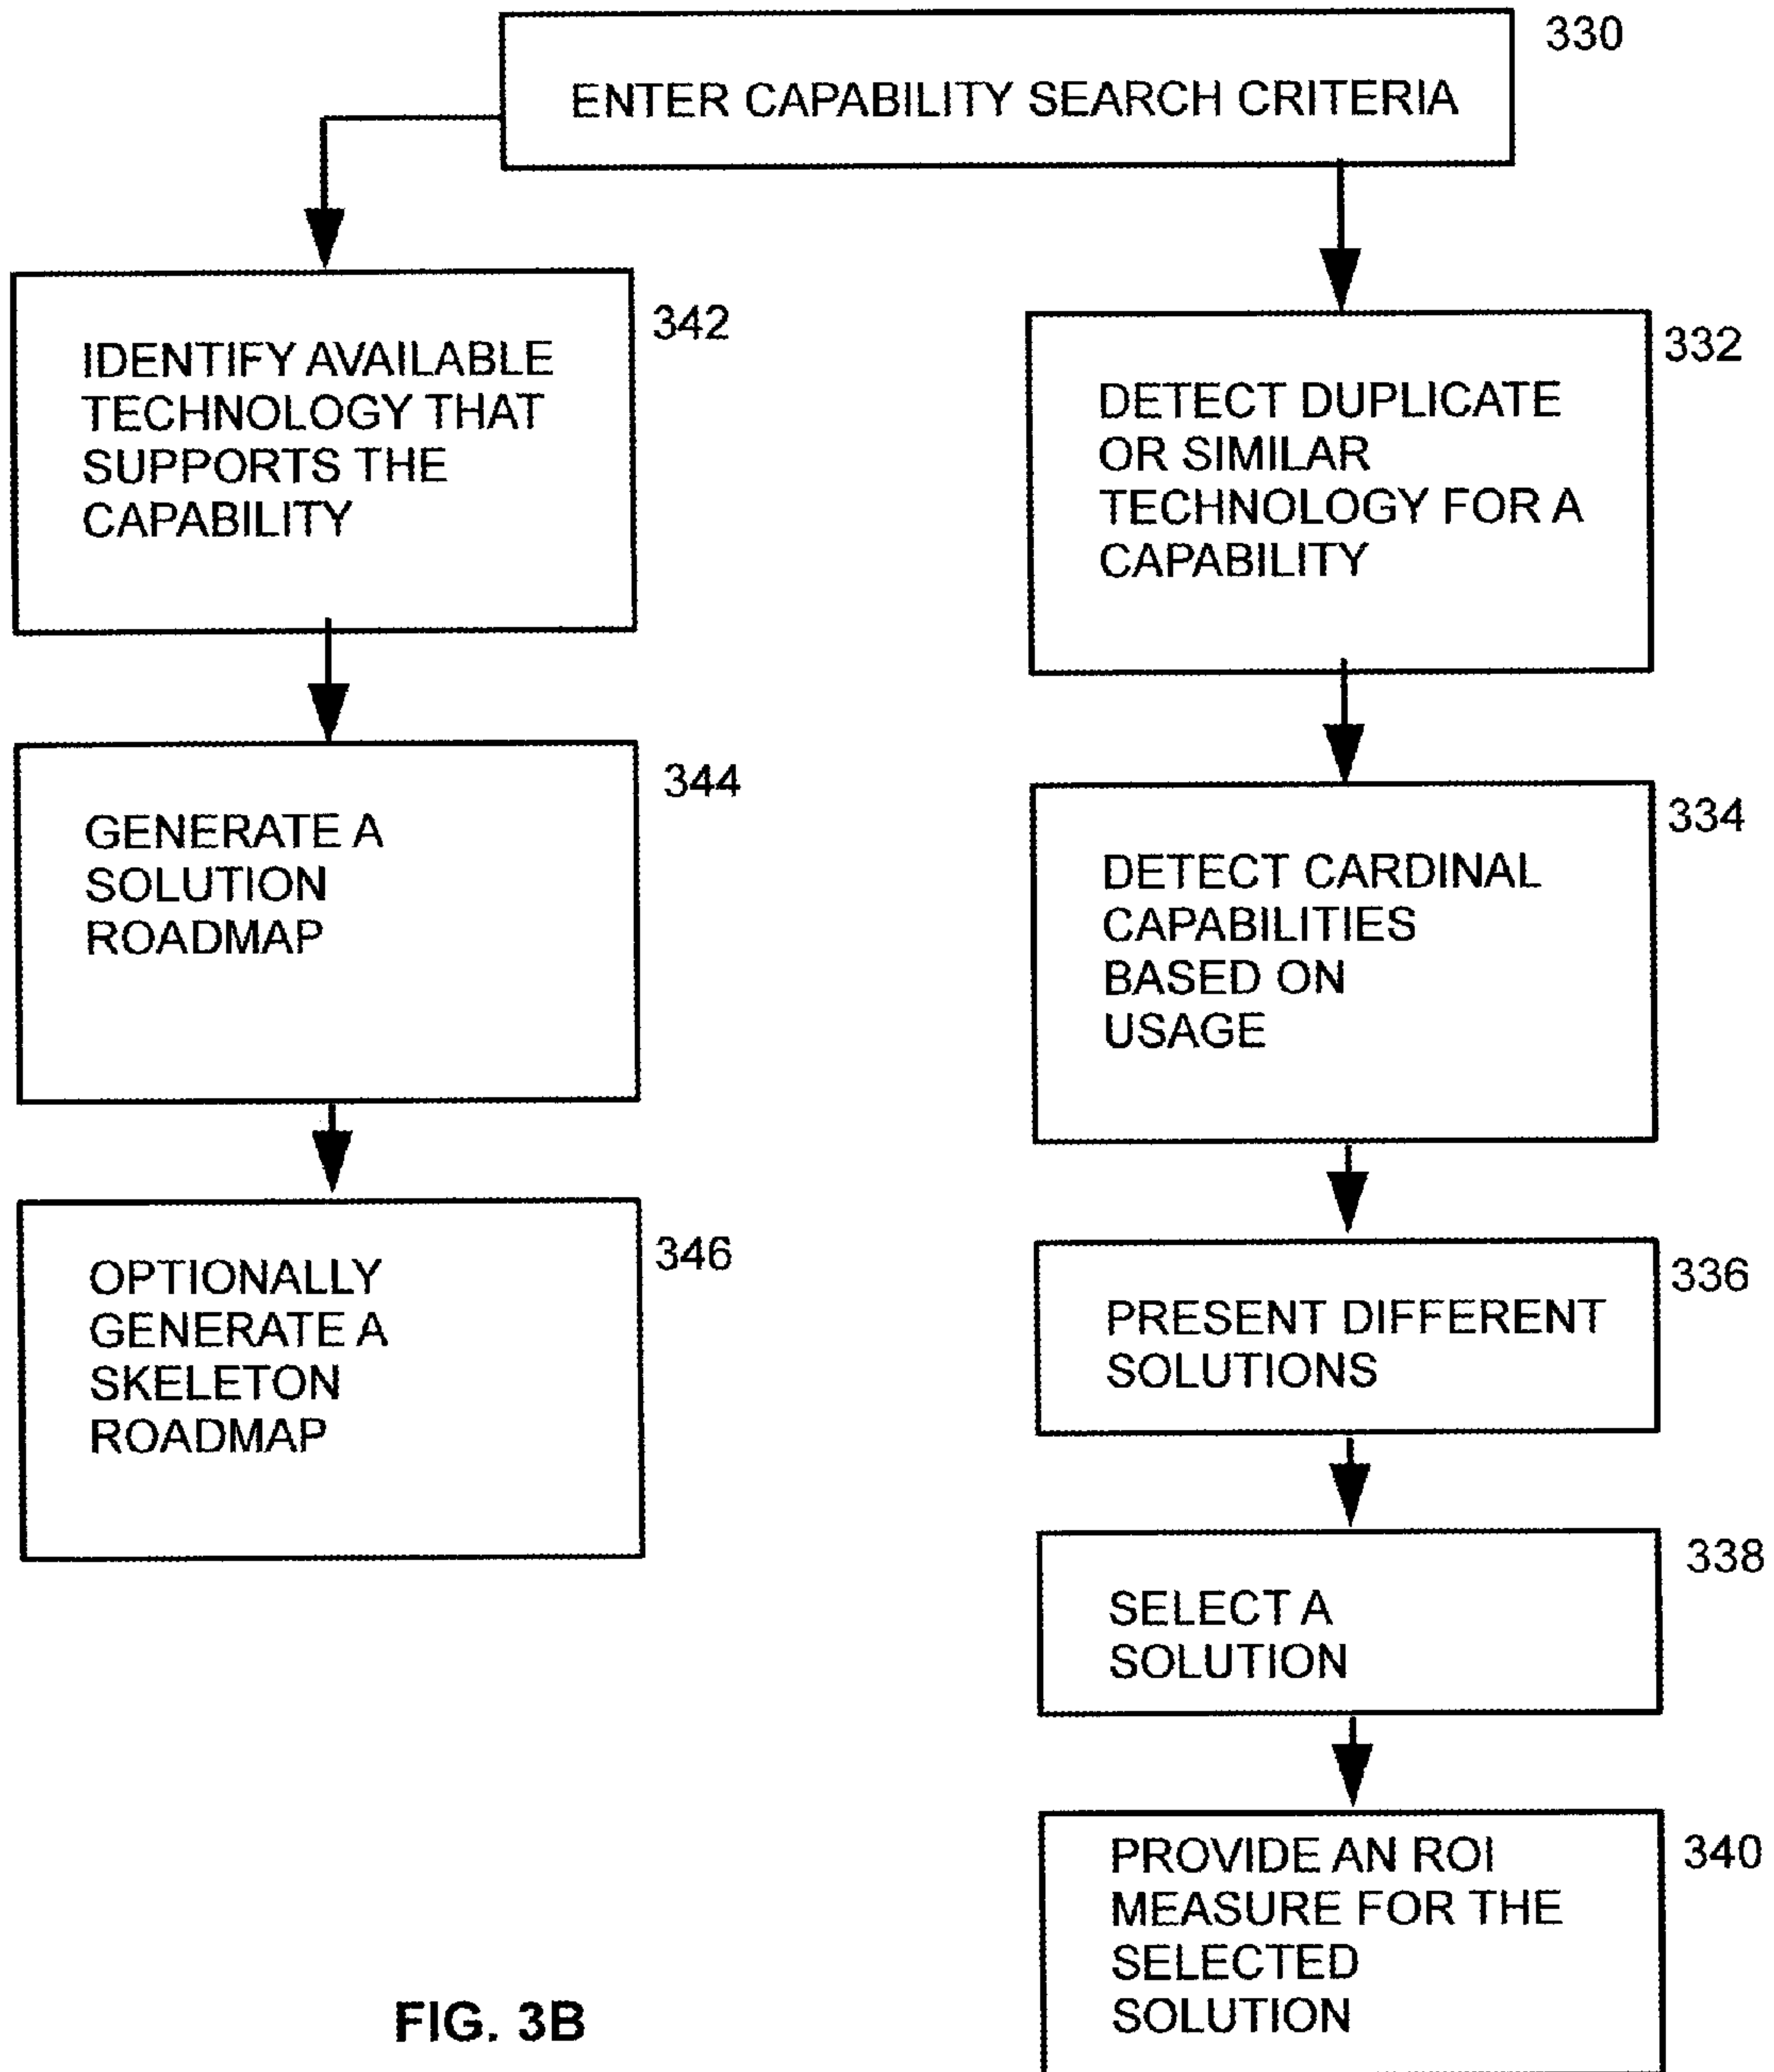 330
ENTER CAPABILITY SEARCH CRITERIA
342
IDENTIFY AVAILABLE
TECHNOLOGY THAT
SUPPORTS THE
CAPABILITY
344
GENERATE A
SOLUTION
ROADMAP
346
OPTIONALLY
GENERATE A
SKELETON
ROADMAP
332
DETECT DUPLICATE
OR SIMILAR
TECHNOLOGY FOR A
CAPABILITY
334
DETECT CARDINAL
CAPABILITIES
BASED ON
USAGE
336
PRESENT DIFFERENT
SOLUTIONS
338
SELECT A
SOLUTION
340
PROVIDE AN ROI
MEASURE FOR THE
SELECTED
SOLUTION
FIG. 3B